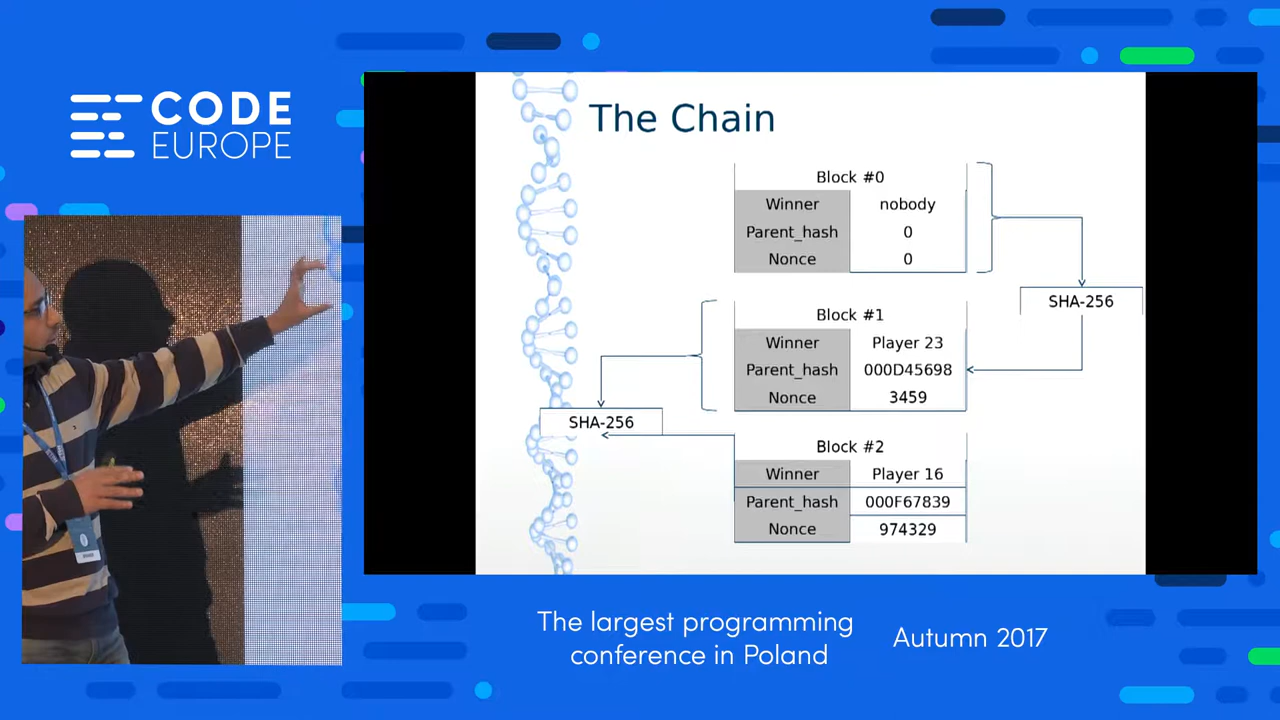 CODE
EUROPE
The Chain
Block #0
Winner nobody
Parent_hash 0
Nonce 0
SHA-256
Block #1
Winner Player 23
Parent_hash 000D45698
Nonce 3459
SHA-256
Block #2
Winner Player 16
Parent_hash 000F67839
Nonce 974329
The largest programming
conference in Poland
Autumn 2017